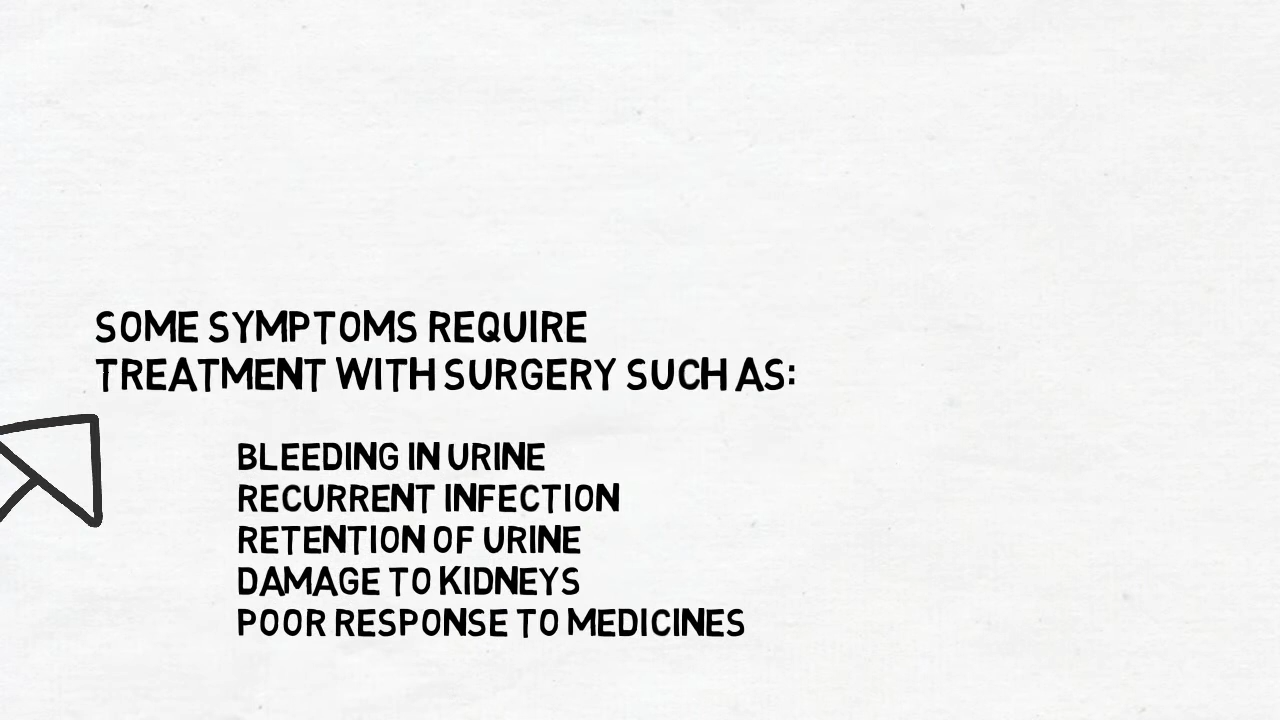 SOME SYMPTOMS REQUIRE
TREATMENT WITH SURGERY SUCH AS:
BLEEDING IN URINE
RECURRENT INFECTION
RETENTION OF URINE
DAMAGE TO KIDNEYS
POOR RESPONSE TO MEDICINES